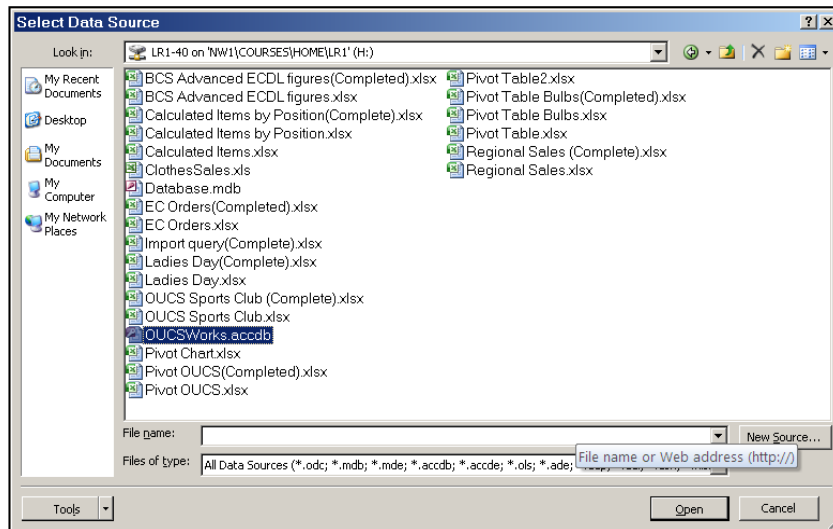 Select Data Source
Look in:
LR1-40 on 'NW1\COURSES\HOME\LR1' (H:)
My Recent
Documents
Desktop
My
Documents
My
Computer
My Network
Places
BCS Advanced ECDL figures(Completed).xlsx
BCS Advanced ECDL figures.xlsx
Calculated Items by Position(Complete).xlsx
Calculated Items by Position.xlsx
Calculated Items.xlsx
ClothesSales.xls
Database.mdb
EC Orders(Completed).xlsx
EC Orders.xlsx
Import query(Complete).xlsx
Ladies Day(Complete).xlsx
Ladies Day.xlsx
OUCS Sports Club (Complete).xlsx
OUCS Sports Club.xlsx
OUCSWorks.accdb
Pivot Chart.xlsx
Pivot OUCS(Completed).xlsx
Pivot OUCS.xlsx
Pivot Table2.xlsx
Pivot Table Bulbs(Completed).xlsx
Pivot Table Bulbs.xlsx
Pivot Table.xlsx
Regional Sales (Complete).xlsx
Regional Sales.xlsx
File name:
New Source...
Files of type:
All Data Sources (*.odc; *.mdb; *.mde; *.accdb; *.accde; *.ols; *.ade;
File name or Web address (http://)
Tools
Open
Cancel